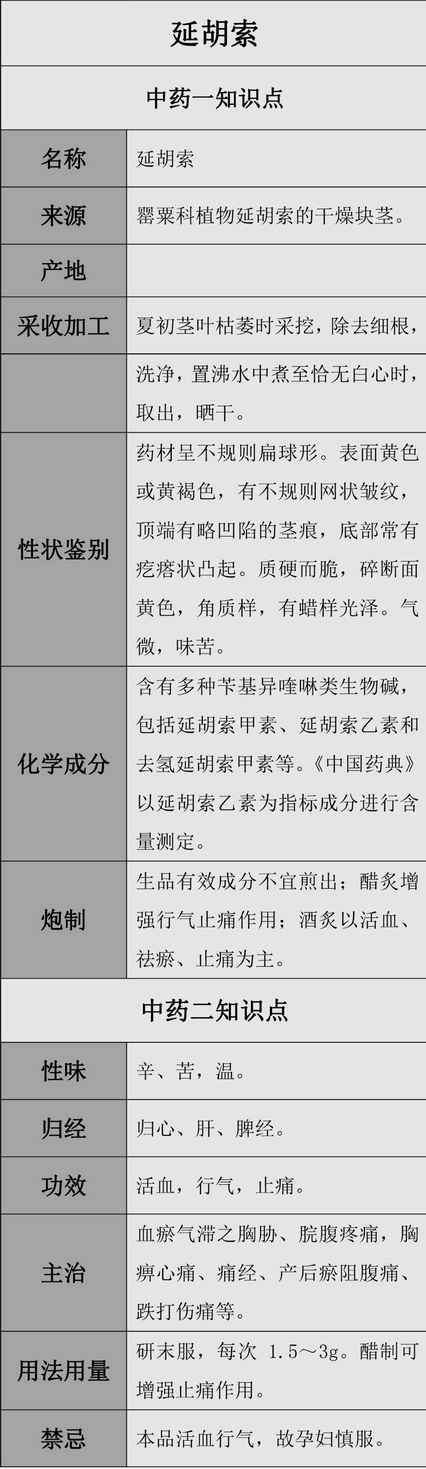 延胡索
中药一知识点
名称
延胡索
来源
罂粟科植物延胡索的干燥块茎。
产地
采收加工
夏初茎叶枯萎时采挖，除去细根，
洗净，置沸水中煮至恰无白心时，
取出，晒干。
性状鉴别
药材呈不规则扁球形。表面黄色
或黄褐色，有不规则网状皱纹，
顶端有略凹陷的茎痕，底部常有
疙瘩状凸起。质硬而脆，碎断面
黄色，角质样，有蜡样光泽。气
微，味苦。
化学成分
含有多种苄基异喹啉类生物碱，
包括延胡索甲素、延胡索乙素和
去氢延胡索甲素等。《中国药典》
以延胡索乙素为指标成分进行含
量测定。
炮制
生品有效成分不宜煎出；醋炙增
强行气止痛作用；酒炙以活血、
祛瘀、止痛为主。
中药二知识点
性味
辛、苦，温。
归经
归心、肝、脾经。
功效
活血，行气，止痛。
主治
血瘀气滞之胸胁、脘腹疼痛，胸
痹心痛、痛经、产后瘀阻腹痛、
跌打伤痛等。
用法用量
研末服，每次 1.5～3g。醋制可
增强止痛作用。
禁忌
本品活血行气，故孕妇慎服。